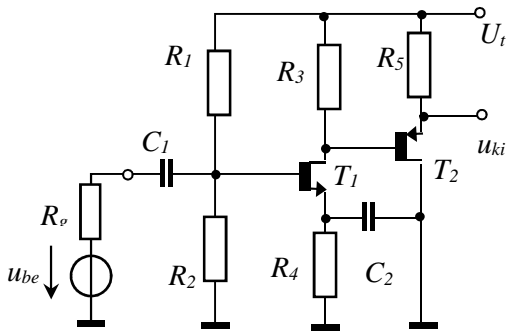 U_t
R_1
R_3
R_5
u_ki
C_1
T_1
T_2
R_g
u_be
R_2
R_4
C_2